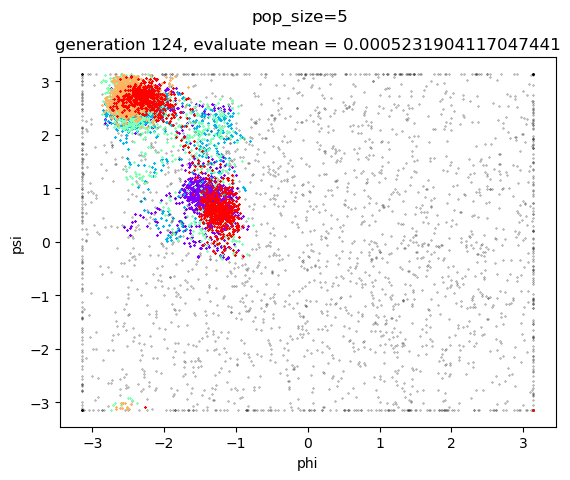 pop_size=5
generation 124, evaluate mean = 0.0005231904117047441
3
2
1
0
−1
−2
−3
psi
−3 −2 −1 0 1 2 3
phi